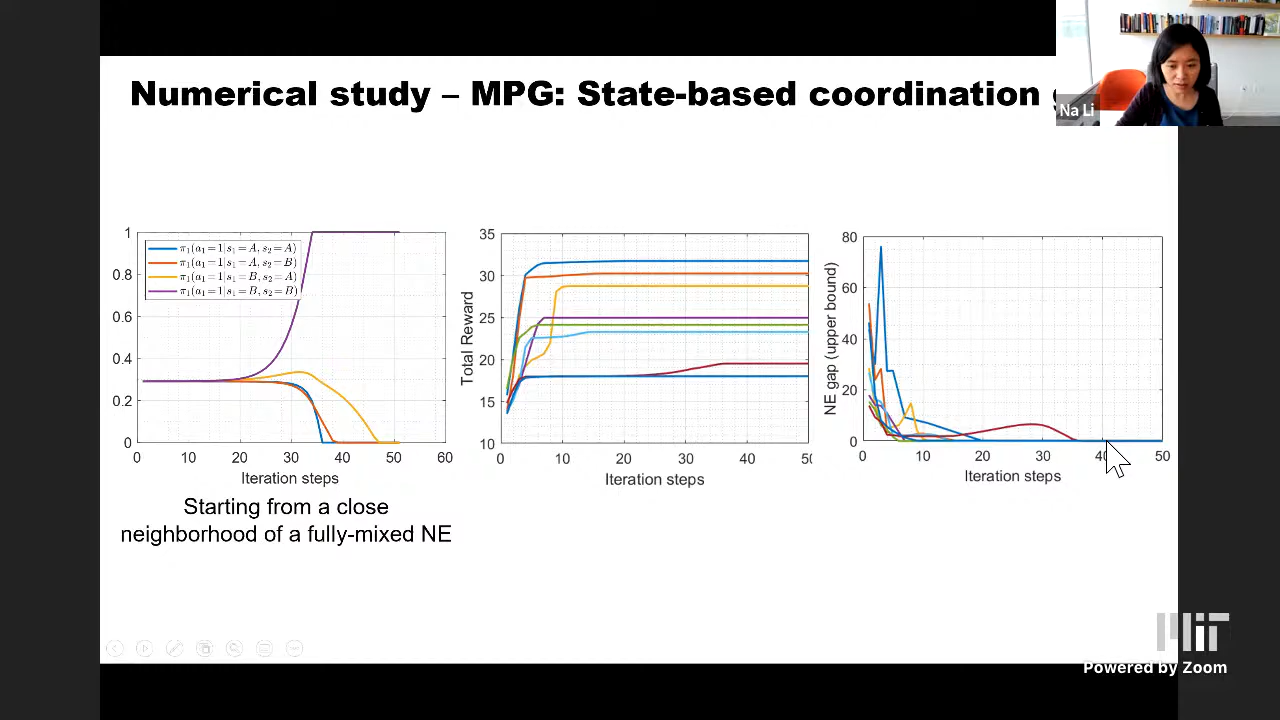 Numerical study – MPG: State-based coordination
Na Li
1
0.8
0.6
0.4
0.2
0
0 10 20 30 40 50 60
Iteration steps
π₁(a₁=1|s₁=A, s₂=A)
π₁(a₁=1|s₁=A, s₂=B)
π₁(a₁=1|s₁=B, s₂=A)
π₁(a₁=1|s₁=B, s₂=B)
Starting from a close
neighborhood of a fully-mixed NE
Total Reward
35
30
25
20
15
10
0 10 20 30 40
Iteration steps
NE gap (upper bound)
80
60
40
20
0
0 10 20 30 40 50
Iteration steps
MIT
Powered by Zoom